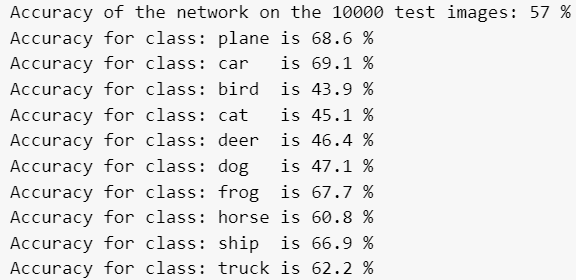 Accuracy of the network on the 10000 test images: 57 %
Accuracy for class: plane is 68.6 %
Accuracy for class: car   is 69.1 %
Accuracy for class: bird  is 43.9 %
Accuracy for class: cat   is 45.1 %
Accuracy for class: deer  is 46.4 %
Accuracy for class: dog   is 47.1 %
Accuracy for class: frog  is 67.7 %
Accuracy for class: horse is 60.8 %
Accuracy for class: ship  is 66.9 %
Accuracy for class: truck is 62.2 %